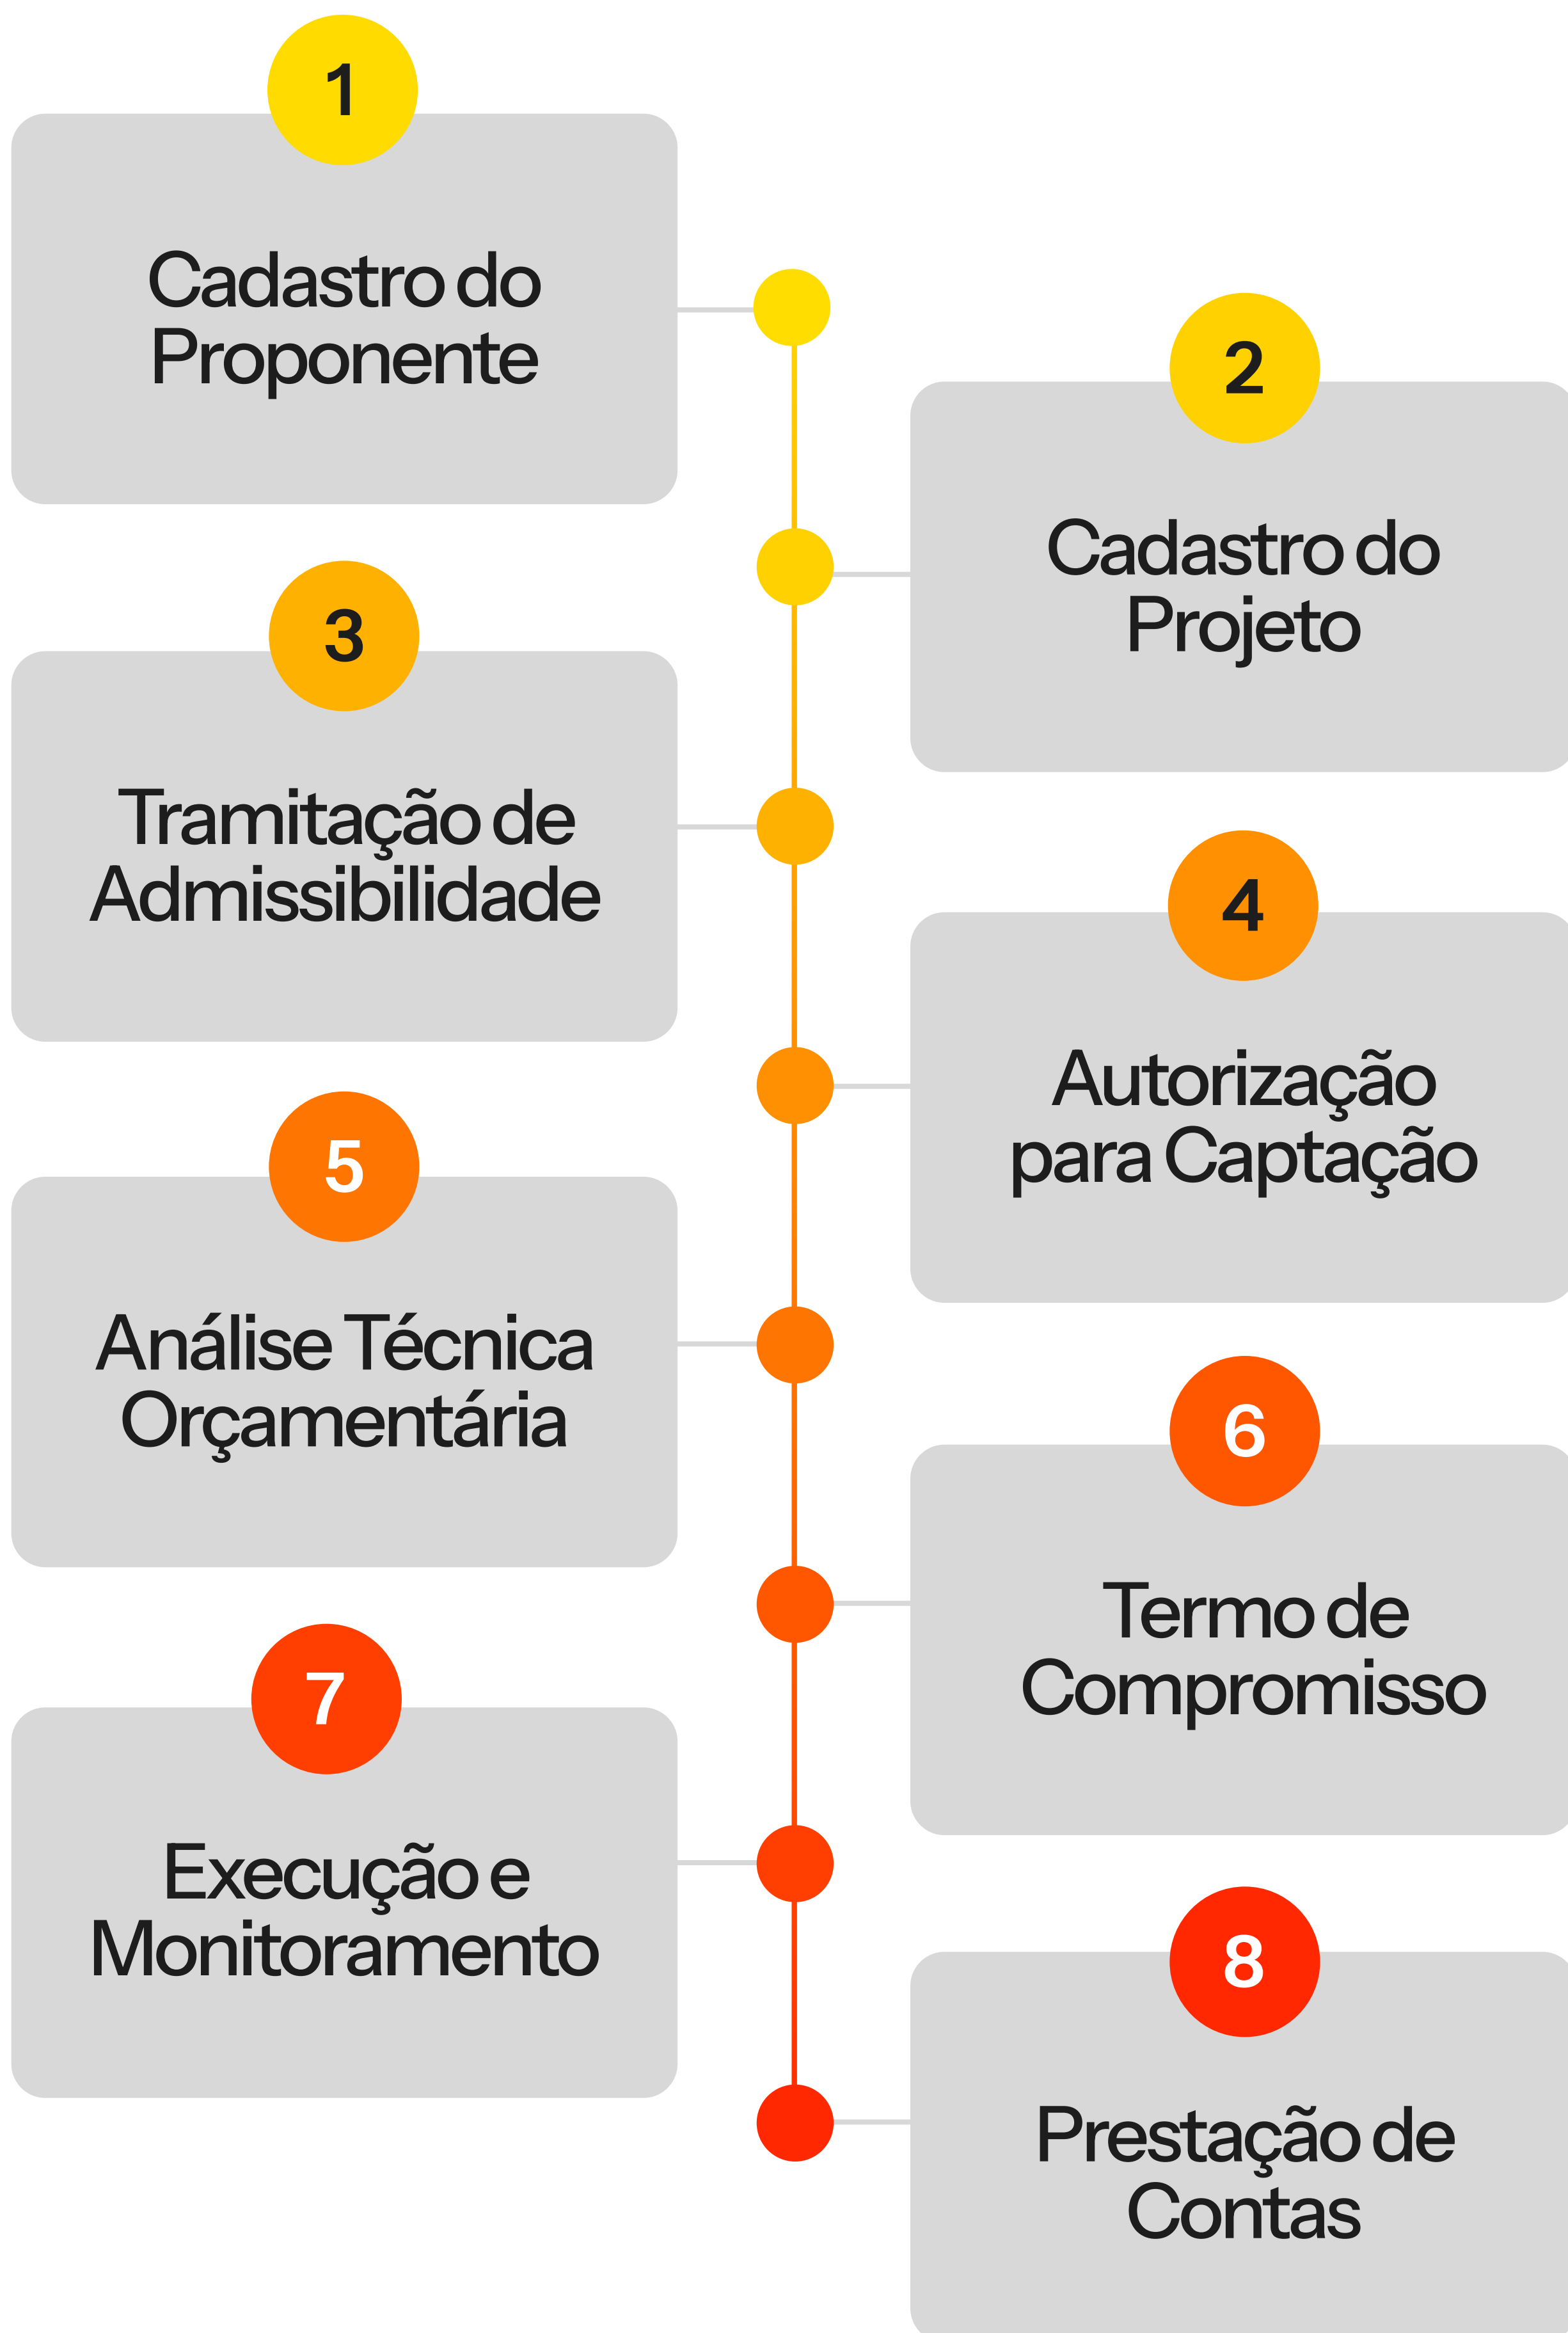 1
Cadastro do
Proponente
2
Cadastro do
Projeto
3
Tramitação de
Admissibilidade
4
Autorização
para Captação
5
Análise Técnica
Orçamentária
6
Termo de
Compromisso
7
Execução e
Monitoramento
8
Prestação de
Contas